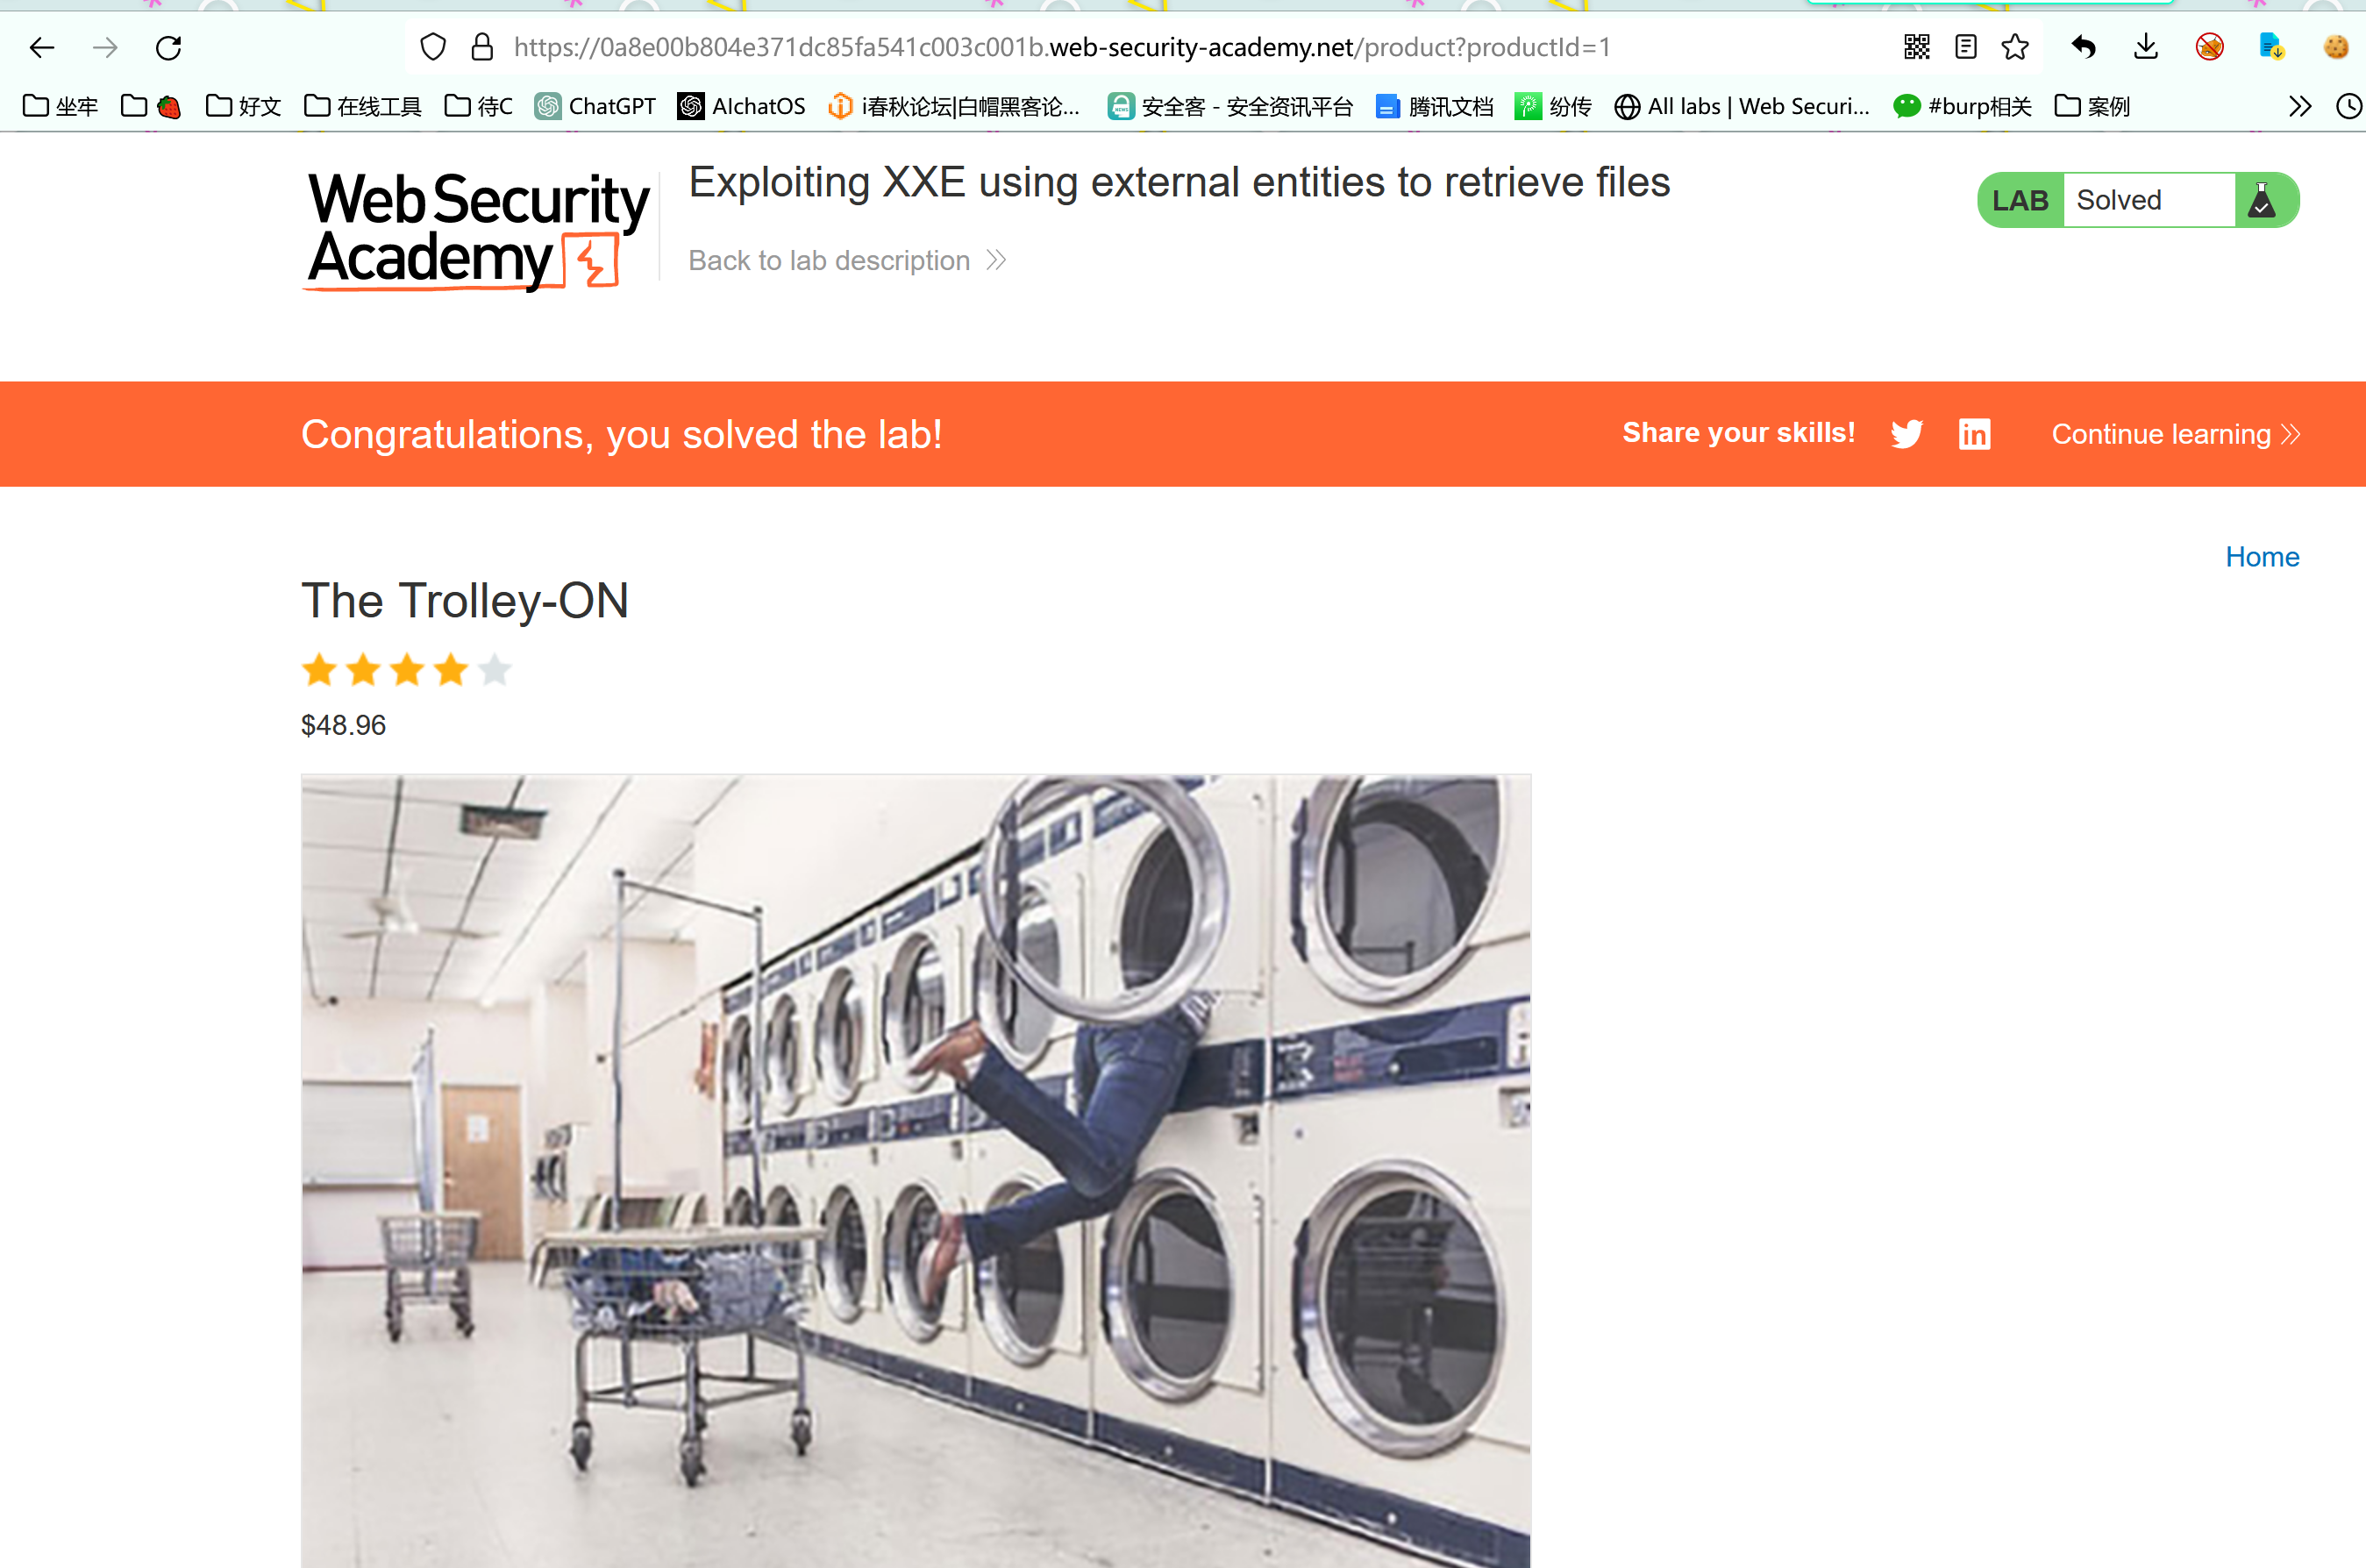 https://0a8e00b804e371dc85fa541c003c001b.web-security-academy.net/product?productId=1
坐牢 好文 在线工具 待C ChatGPT AIchatOS i春秋论坛|白帽黑客论... 安全客 - 安全资讯平台 腾讯文档 纷传 All labs | Web Securi... #burp相关 案例
Web Security
Academy
Exploiting XXE using external entities to retrieve files
Back to lab description
LAB Solved
Congratulations, you solved the lab!
Share your skills! in Continue learning
Home
The Trolley-ON
$48.96